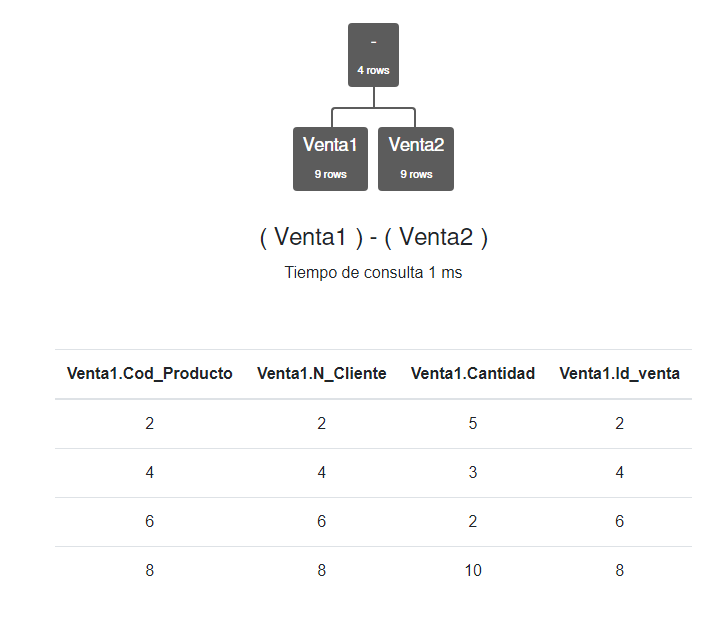 -
4 rows
Venta1 Venta2
9 rows 9 rows
( Venta1 ) - ( Venta2 )
Tiempo de consulta 1 ms
Venta1.Cod_Producto Venta1.N_Cliente Venta1.Cantidad Venta1.Id_venta
2 2 5 2
4 4 3 4
6 6 2 6
8 8 10 8